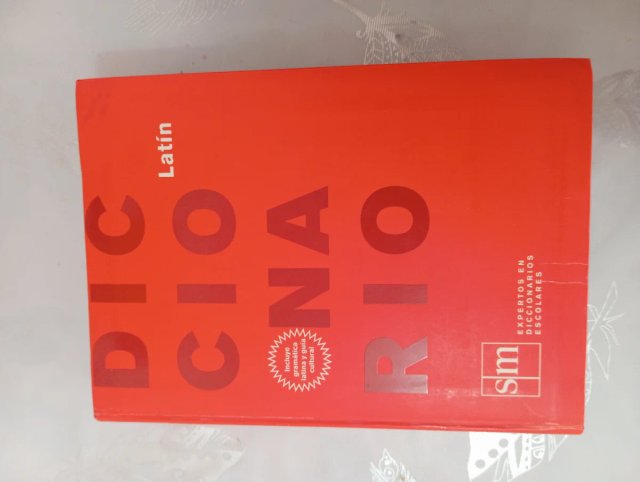 Latín
DIC
CIO
NA
RIO
Incluye
gramática
latina y guía
cultural
sm
EXPERTOS EN
DICCIONARIOS
ESCOLARES